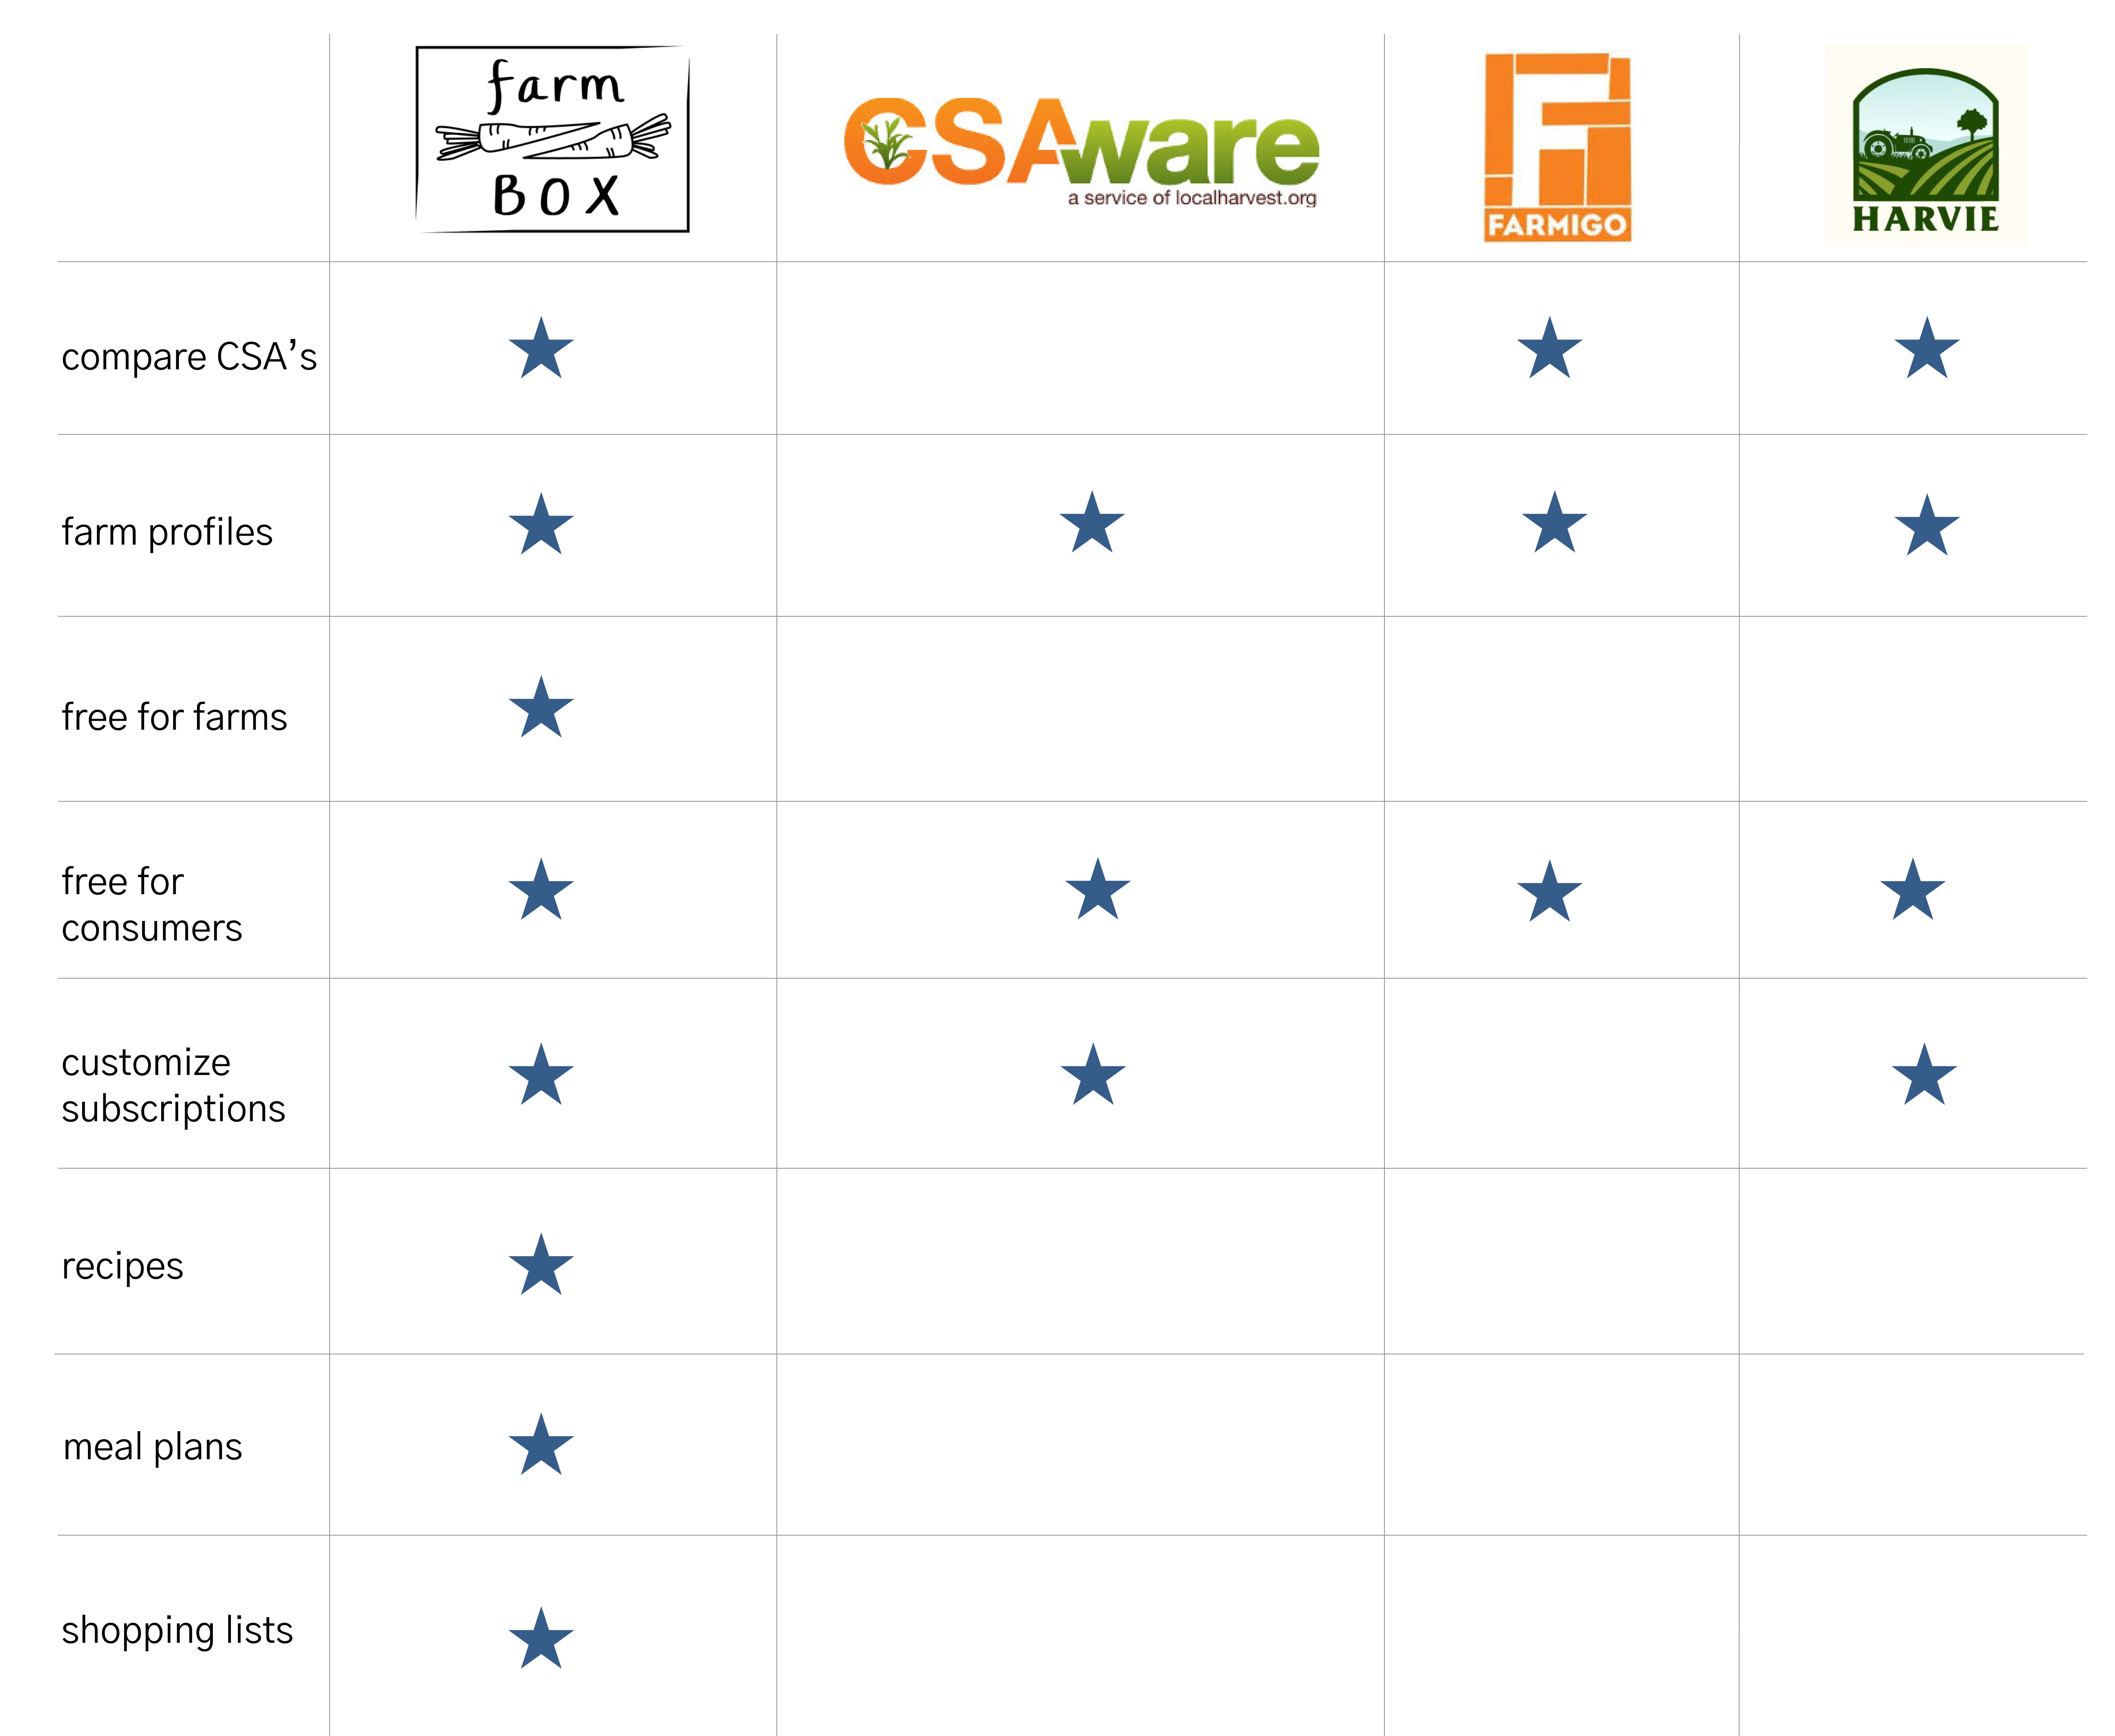 farm
BOX
CSAware
a service of localharvest.org
FARMIGO
HARVIE
compare CSA's
farm profiles
free for farms
free for
consumers
customize
subscriptions
recipes
meal plans
shopping lists